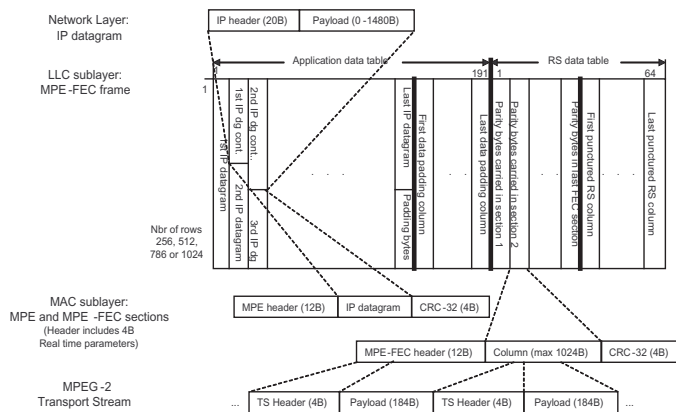 Network Layer:
IP datagram
IP header (20B)
Payload (0 -1480B)
Application data table
RS data table
LLC sublayer:
MPE -FEC frame
1
1
191
1
64
1st IP datagram
1st IP dg cont.
2nd IP datagram
2nd IP dg cont.
3rd IP dg
. . .
Last IP datagram
Padding bytes
First data padding column
. . .
Last data padding column
Parity bytes carried in section 1
Parity bytes carried in section 2
. . .
Parity bytes in last FEC section
First punctured RS column
. . .
Last punctured RS column
Nbr of rows
256, 512,
786 or 1024
MAC sublayer:
MPE and MPE -FEC sections
(Header includes 4B
Real time parameters)
MPE header (12B)
IP datagram
CRC-32 (4B)
MPE-FEC header (12B)
Column (max 1024B)
CRC-32 (4B)
MPEG -2
Transport Stream
...
TS Header (4B)
Payload (184B)
TS Header (4B)
Payload (184B)
...